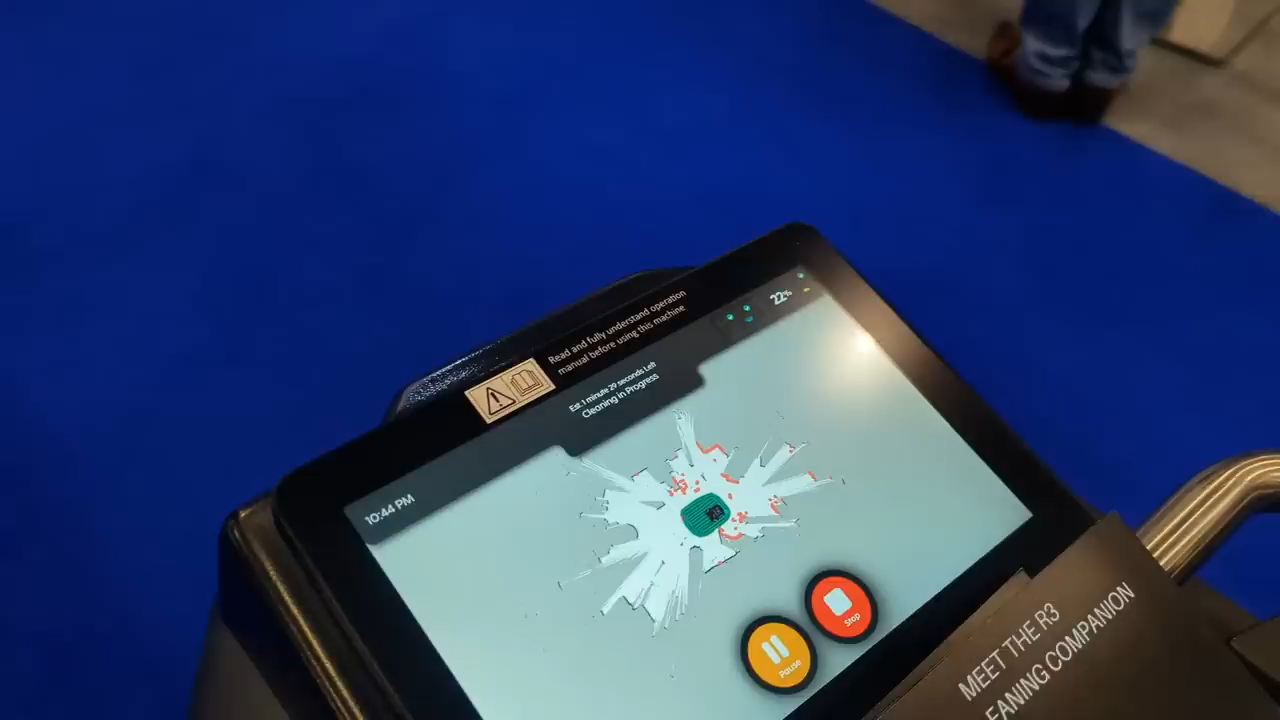 Read and fully understand operation
manual before using this machine
22%
Est. 1 minute 29 seconds Left
Cleaning in Progress
10:44 PM
Stop
Pause
MEET THE R3
EANING COMPANION